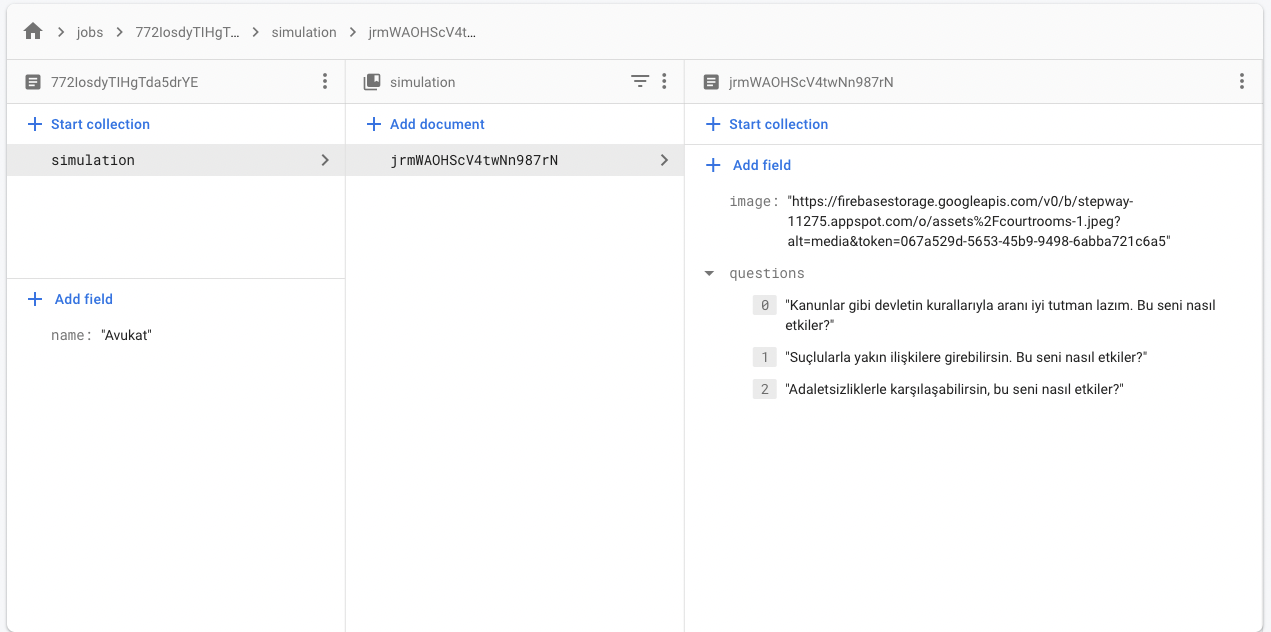 jobs 772IosdyTIHgT... simulation jrmWAOHScV4t...
772IosdyTIHgTda5drYE
Start collection
simulation
Add field
name: "Avukat"
simulation
Add document
jrmWAOHScV4twNn987rN
jrmWAOHScV4twNn987rN
Start collection
Add field
image: "https://firebasestorage.googleapis.com/v0/b/stepway-
11275.appspot.com/o/assets%2Fcourtrooms-1.jpeg?
alt=media&token=067a529d-5653-45b9-9498-6abba721c6a5"
questions
0 "Kanunlar gibi devletin kurallarıyla aranı iyi tutman lazım. Bu seni nasıl
etkiler?"
1 "Suçlularla yakın ilişkilere girebilirsin. Bu seni nasıl etkiler?"
2 "Adaletsizliklerle karşılaşabilirsin, bu seni nasıl etkiler?"